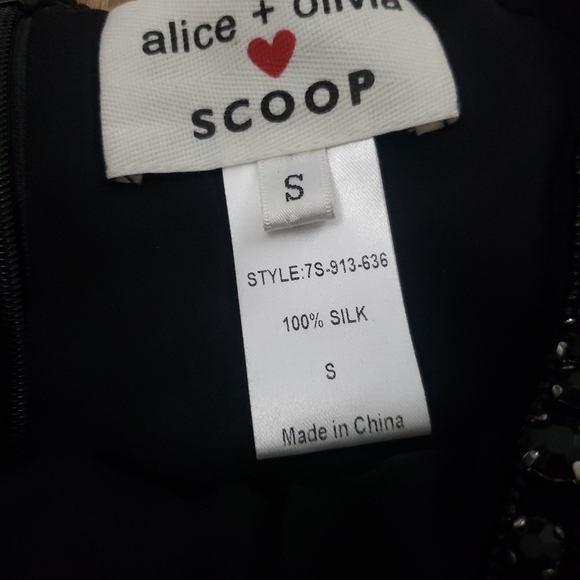 alice + olivia
SCOOP
S
STYLE:7S-913-636
100% SILK
S
Made in China